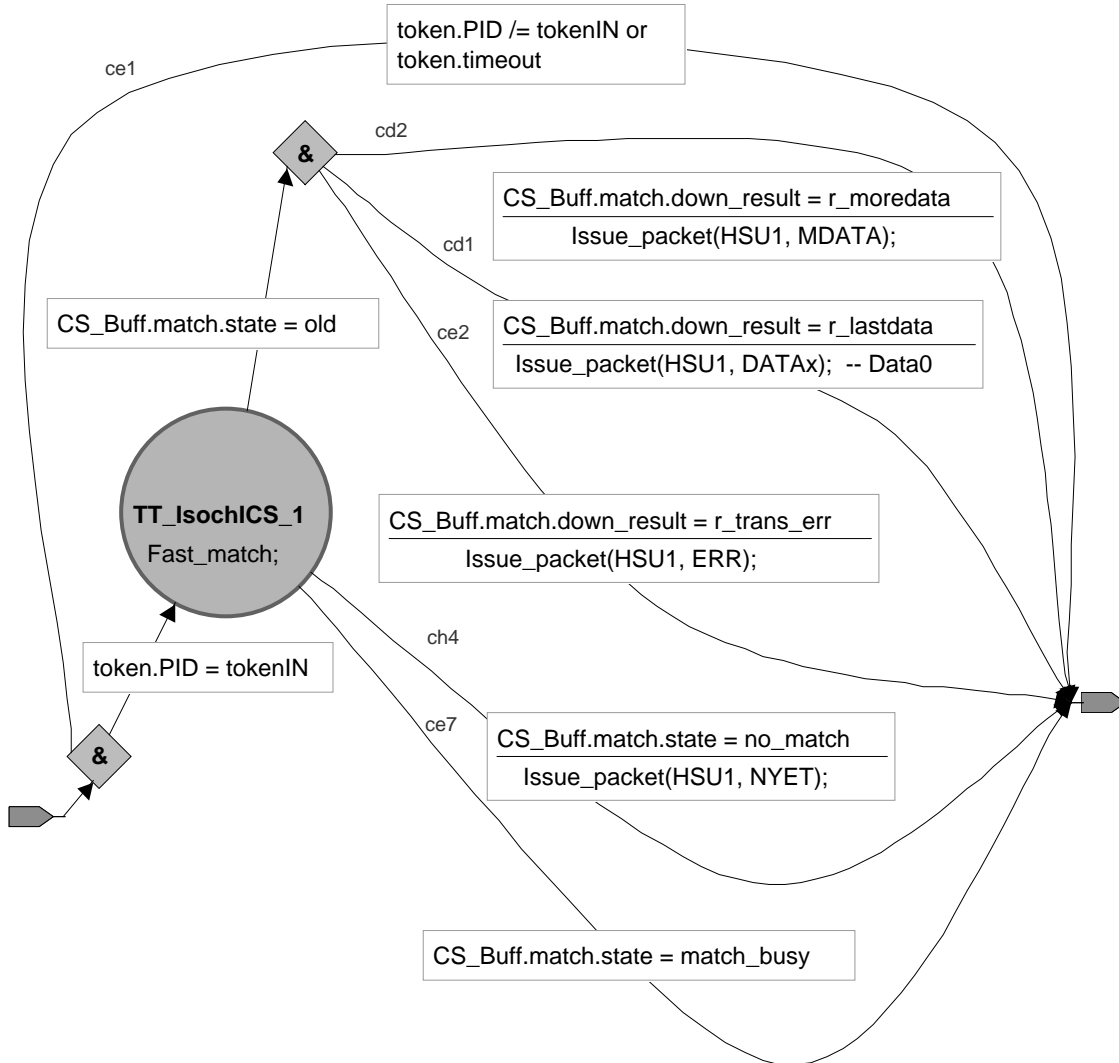 token.PID /= tokenIN or
token.timeout
ce1
cd2
&
CS_Buff.match.down_result = r_moredata
Issue_packet(HSU1, MDATA);
cd1
CS_Buff.match.state = old
ce2
CS_Buff.match.down_result = r_lastdata
Issue_packet(HSU1, DATAx);  -- Data0
TT_IsochICS_1
Fast_match;
CS_Buff.match.down_result = r_trans_err
Issue_packet(HSU1, ERR);
ch4
token.PID = tokenIN
ce7
&
CS_Buff.match.state = no_match
Issue_packet(HSU1, NYET);
CS_Buff.match.state = match_busy